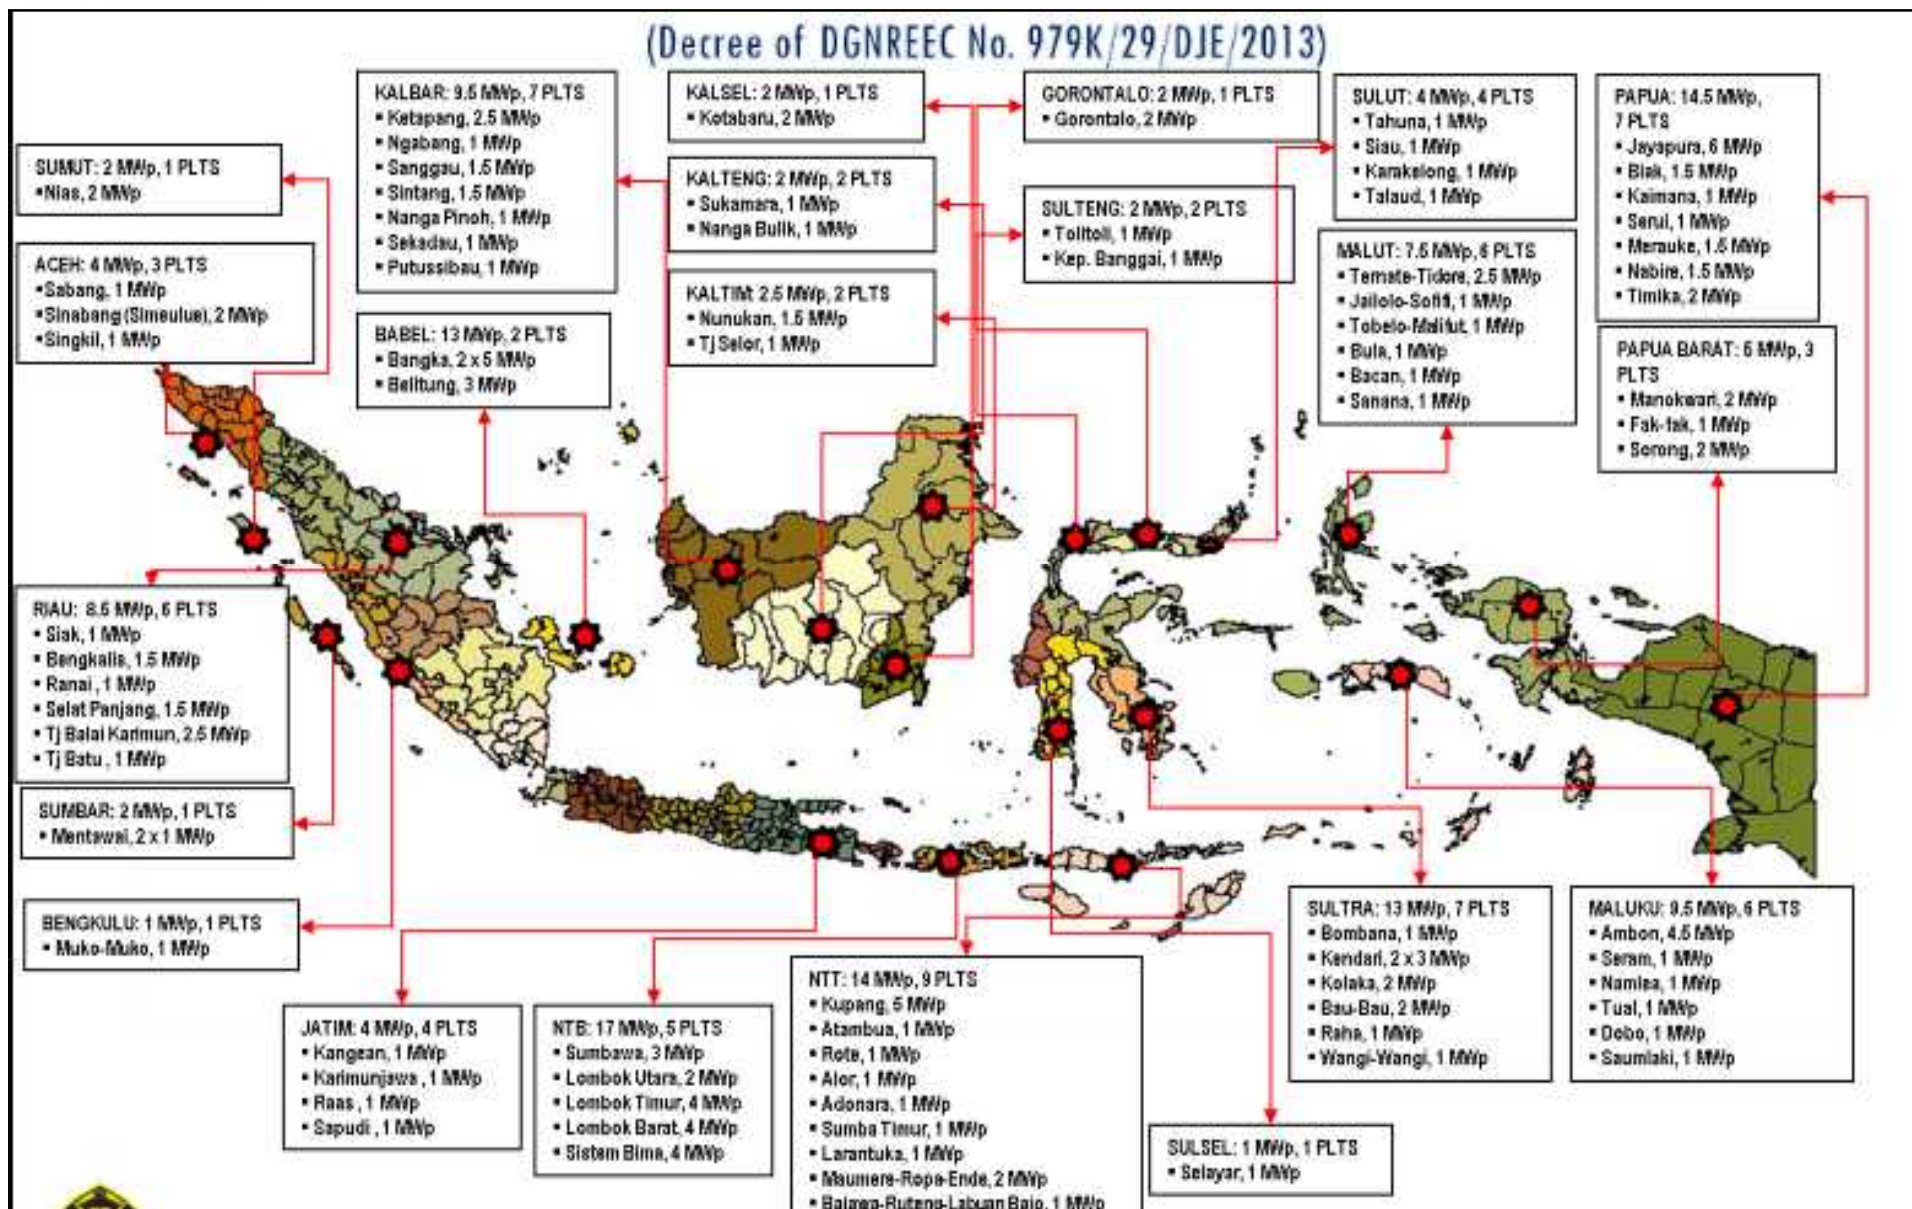 (Decree of DGNREEC No. 979K/29/DJE/2013)
SUMUT: 2 MWp, 1 PLTS
▪Nias, 2 MWp
ACEH: 4 MWp, 3 PLTS
▪Sabang, 1 MWp
▪Sinabang (Simeulue), 2 MWp
▪Singkil, 1 MWp
KALBAR: 9.5 MWp, 7 PLTS
▪ Ketapang, 2.5 MWp
▪ Ngabang, 1 MWp
▪ Sanggau, 1.5 MWp
▪ Sintang, 1.5 MWp
▪ Nanga Pinoh, 1 MWp
▪ Sekadau, 1 MWp
▪ Putussibau, 1 MWp
BABEL: 13 MWp, 2 PLTS
▪ Bangka, 2 x 5 MWp
▪ Belitung, 3 MWp
KALSEL: 2 MWp, 1 PLTS
▪ Kotabaru, 2 MWp
KALTENG: 2 MWp, 2 PLTS
▪ Sukamara, 1 MWp
▪ Nanga Bulik, 1 MWp
KALTIM: 2.5 MWp, 2 PLTS
▪ Nunukan, 1.5 MWp
▪ Tj Selor, 1 MWp
GORONTALO: 2 MWp, 1 PLTS
▪ Gorontalo, 2 MWp
SULTENG: 2 MWp, 2 PLTS
▪ Tolitoli, 1 MWp
▪ Kep. Banggai, 1 MWp
SULUT: 4 MWp, 4 PLTS
▪ Tahuna, 1 MWp
▪ Siau, 1 MWp
▪ Karakelong, 1 MWp
▪ Talaud, 1 MWp
MALUT: 7.5 MWp, 6 PLTS
▪ Ternate-Tidore, 2.5 MWp
▪ Jailolo-Sofifi, 1 MWp
▪ Tobelo-Malifut, 1 MWp
▪ Bula, 1 MWp
▪ Bacan, 1 MWp
▪ Sanana, 1 MWp
PAPUA: 14.5 MWp,
7 PLTS
▪ Jayapura, 6 MWp
▪ Biak, 1.5 MWp
▪ Kaimana, 1 MWp
▪ Serui, 1 MWp
▪ Merauke, 1.5 MWp
▪ Nabire, 1.5 MWp
▪ Timika, 2 MWp
PAPUA BARAT: 5 MWp, 3
PLTS
▪ Manokwari, 2 MWp
▪ Fak-fak, 1 MWp
▪ Sorong, 2 MWp
RIAU: 8.5 MWp, 6 PLTS
▪ Siak, 1 MWp
▪ Bengkalis, 1.5 MWp
▪ Ranai , 1 MWp
▪ Selat Panjang, 1.5 MWp
▪ Tj Balai Karimun, 2.5 MWp
▪ Tj Batu , 1 MWp
SUMBAR: 2 MWp, 1 PLTS
▪ Mentawai, 2 x 1 MWp
BENGKULU: 1 MWp, 1 PLTS
▪ Muko-Muko, 1 MWp
JATIM: 4 MWp, 4 PLTS
▪ Kangean, 1 MWp
▪ Karimunjawa , 1 MWp
▪ Raas , 1 MWp
▪ Sapudi , 1 MWp
NTB: 17 MWp, 5 PLTS
▪ Sumbawa, 3 MWp
▪ Lombok Utara, 2 MWp
▪ Lombok Timur, 4 MWp
▪ Lombok Barat, 4 MWp
▪ Sistem Bima, 4 MWp
NTT: 14 MWp, 9 PLTS
▪ Kupang, 5 MWp
▪ Atambua, 1 MWp
▪ Rote, 1 MWp
▪ Alor, 1 MWp
▪ Adonara, 1 MWp
▪ Sumba Timur, 1 MWp
▪ Larantuka, 1 MWp
▪ Maumere-Ropa-Ende, 2 MWp
▪ Bajawa-Ruteng-Labuan Bajo, 1 MWp
SULSEL: 1 MWp, 1 PLTS
▪ Selayar, 1 MWp
SULTRA: 13 MWp, 7 PLTS
▪ Bombana, 1 MWp
▪ Kendari, 2 x 3 MWp
▪ Kolaka, 2 MWp
▪ Bau-Bau, 2 MWp
▪ Raha, 1 MWp
▪ Wangi-Wangi, 1 MWp
MALUKU: 9.5 MWp, 6 PLTS
▪ Ambon, 4.5 MWp
▪ Seram, 1 MWp
▪ Namlea, 1 MWp
▪ Tual, 1 MWp
▪ Dobo, 1 MWp
▪ Saumlaki, 1 MWp